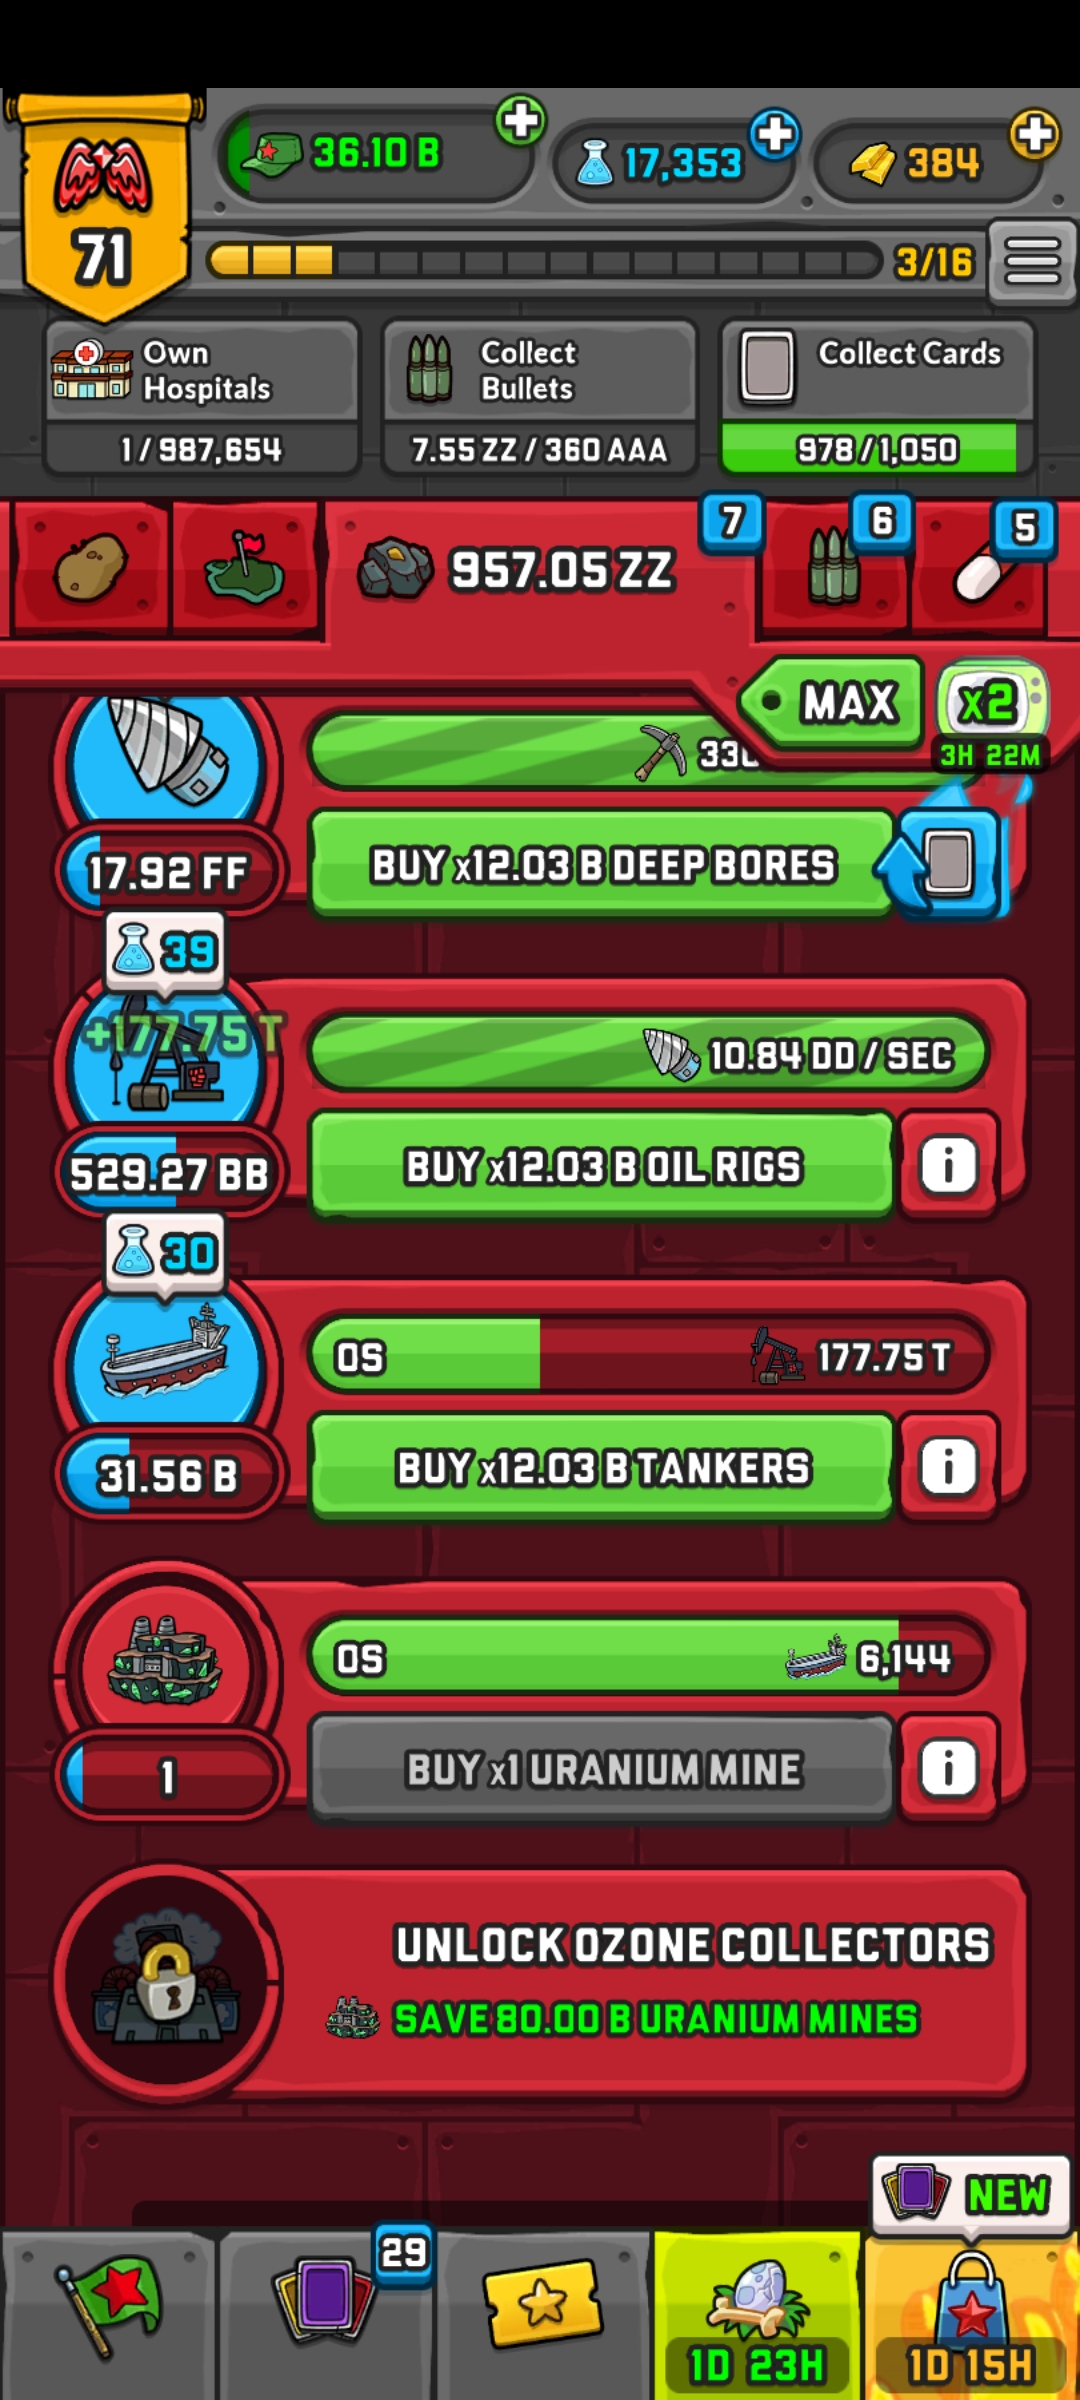 36.10 B
17,353
384
71
3/16
Own
Hospitals
1 / 987,654
Collect
Bullets
7.55 ZZ / 360 AAA
Collect Cards
978 / 1,050
957.05 ZZ
7
6
5
MAX
x2
3H 22M
17.92 FF
BUY x12.03 B DEEP BORES
39
+177.75 T
10.84 DD / SEC
529.27 BB
BUY x12.03 B OIL RIGS
30
0S
177.75 T
31.56 B
BUY x12.03 B TANKERS
0S
6,144
1
BUY x1 URANIUM MINE
UNLOCK OZONE COLLECTORS
SAVE 80.00 B URANIUM MINES
NEW
29
1D 23H
1D 15H